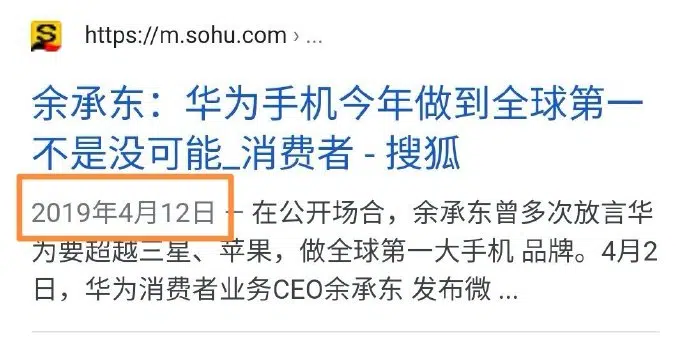 https://m.sohu.com › ...
余承东：华为手机今年做到全球第一
不是没可能_消费者 - 搜狐
2019年4月12日 — 在公开场合，余承东曾多次放言华
为要超越三星、苹果，做全球第一大手机 品牌。4月2
日，华为消费者业务CEO余承东 发布微 ...